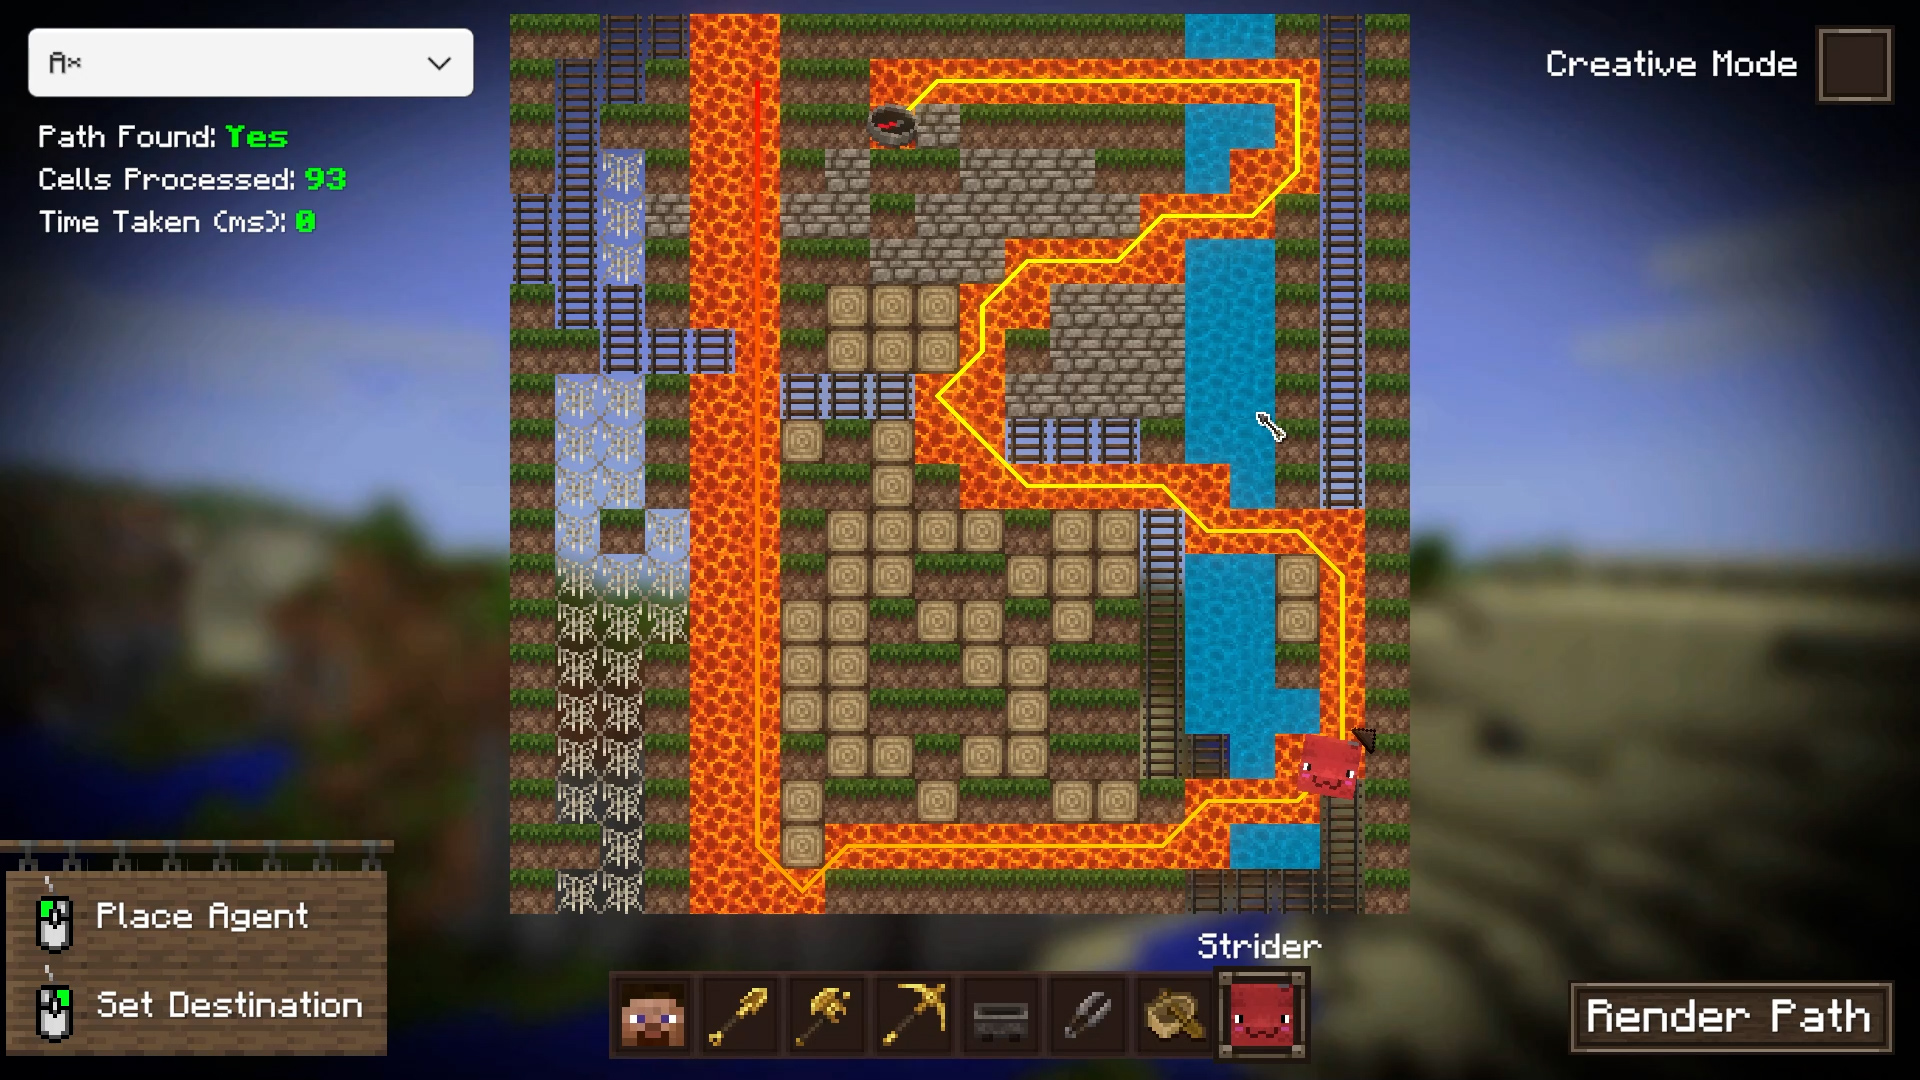 A*
Creative Mode
Path Found: Yes
Cells Processed: 93
Time Taken (ms): 0
Place Agent
Set Destination
Strider
Render Path